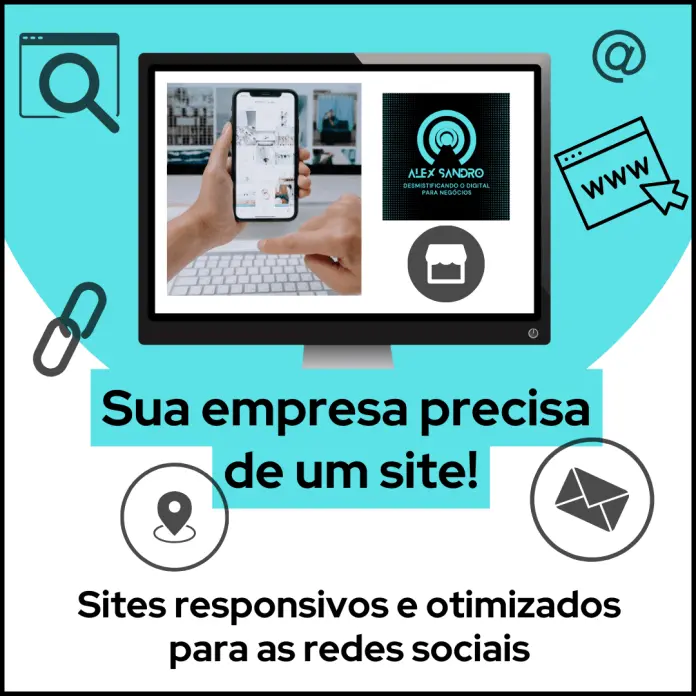 @
WWW
ALEX SANDRO
DESMISTIFICANDO O DIGITAL
PARA NEGÓCIOS
Sua empresa precisa
de um site!
Sites responsivos e otimizados
para as redes sociais